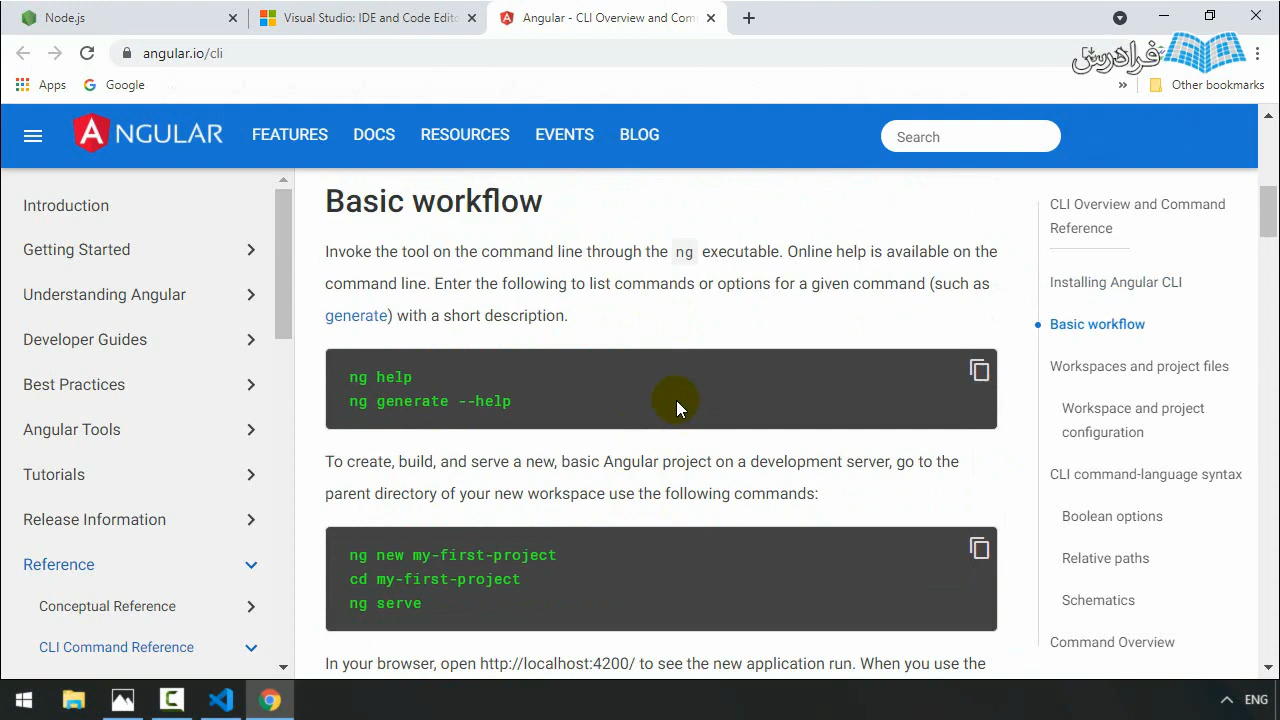 Node.js
Visual Studio: IDE and Code Edito
Angular - CLI Overview and Com
angular.io/cli
فرادرس
Apps
Google
»
Other bookmarks
ANGULAR
FEATURES
DOCS
RESOURCES
EVENTS
BLOG
Search
Introduction
Getting Started
Understanding Angular
Developer Guides
Best Practices
Angular Tools
Tutorials
Release Information
Reference
Conceptual Reference
CLI Command Reference
Basic workflow
Invoke the tool on the command line through the ng executable. Online help is available on the
command line. Enter the following to list commands or options for a given command (such as
generate) with a short description.
ng help
ng generate --help
To create, build, and serve a new, basic Angular project on a development server, go to the
parent directory of your new workspace use the following commands:
ng new my-first-project
cd my-first-project
ng serve
In your browser, open http://localhost:4200/ to see the new application run. When you use the
CLI Overview and Command
Reference
Installing Angular CLI
Basic workflow
Workspaces and project files
Workspace and project
configuration
CLI command-language syntax
Boolean options
Relative paths
Schematics
Command Overview
ENG